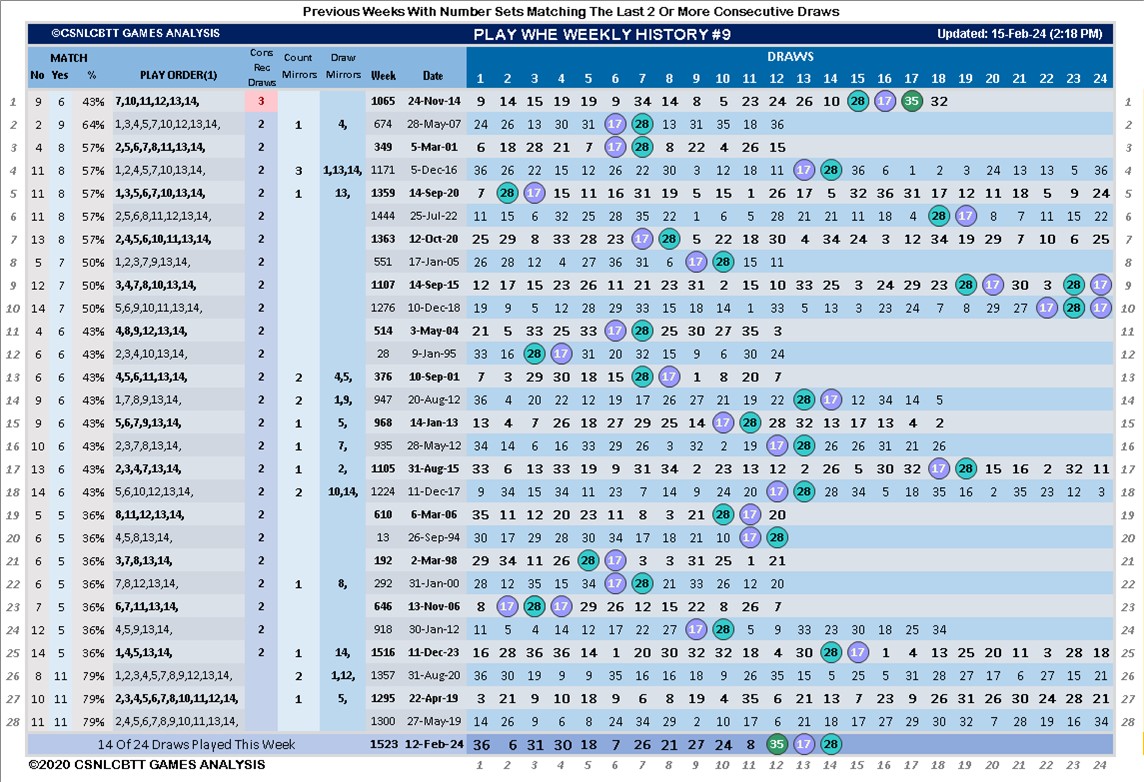 Previous Weeks With Number Sets Matching The Last 2 Or More Consecutive Draws
©CSNLCBTT GAMES ANALYSIS PLAY WHE WEEKLY HISTORY #9 Updated: 15-Feb-24 (2:18 PM)
MATCH Cons Rec Draws Count Mirrors Draw Mirrors DRAWS
No Yes % PLAY ORDER(1) Week Date 1 2 3 4 5 6 7 8 9 10 11 12 13 14 15 16 17 18 19 20 21 22 23 24
1 9 6 43% 7,10,11,12,13,14, 3 1065 24-Nov-14 9 14 15 19 19 9 34 14 8 5 23 24 26 10 28 17 35 32 1
2 2 9 64% 1,3,4,5,7,10,12,13,14, 2 1 4, 674 28-May-07 24 26 13 30 31 17 28 13 31 35 18 36 2
3 4 8 57% 2,5,6,7,8,11,13,14, 2 349 5-Mar-01 6 18 28 21 7 17 28 8 22 4 26 15 3
4 11 8 57% 1,2,4,5,7,10,13,14, 2 3 1,13,14, 1171 5-Dec-16 36 26 22 15 14 26 22 30 3 12 18 11 17 28 36 6 1 2 3 24 13 13 5 36 4
5 11 8 57% 1,3,5,6,7,10,13,14, 2 1 13, 1359 14-Sep-20 7 28 17 15 11 16 31 19 5 15 1 26 17 5 32 36 31 17 2 11 18 5 9 24 5
6 11 8 57% 2,5,6,8,11,12,13,14, 2 1444 25-Jul-22 11 15 6 32 25 28 35 22 1 6 5 28 21 21 11 18 4 28 17 8 7 11 15 22 6
7 13 8 57% 2,4,5,6,10,11,13,14, 2 1363 12-Oct-20 25 29 8 33 28 23 17 28 5 22 18 30 4 34 24 3 12 34 19 29 7 10 6 25 7
8 5 7 50% 1,2,3,7,9,13,14, 2 551 17-Jan-05 26 28 12 4 27 36 31 6 17 28 15 11 8
9 12 7 50% 3,4,7,8,10,13,14, 2 1107 14-Sep-15 12 17 15 23 26 11 21 23 31 2 15 10 33 25 3 24 29 23 28 17 30 3 28 17 9
10 14 7 50% 5,6,9,10,11,13,14, 2 1276 10-Dec-18 19 9 5 12 28 29 35 15 18 14 1 33 5 13 3 23 24 7 8 29 27 17 28 17 10
11 4 6 43% 4,8,9,12,13,14, 2 514 3-May-04 21 5 33 25 33 17 28 25 30 27 35 3 11
12 6 6 43% 2,3,4,10,13,14, 2 28 9-Jan-95 33 16 28 17 31 20 32 15 9 6 30 24 12
13 6 6 43% 4,5,6,11,13,14, 2 2 4,5, 376 10-Sep-01 7 3 29 30 18 15 28 17 1 8 20 7 13
14 9 6 43% 1,7,8,9,13,14, 2 2 1,9, 947 20-Aug-12 36 4 20 22 12 19 17 26 27 21 19 22 28 17 12 34 14 5 14
15 9 6 43% 5,6,7,9,13,14, 2 1 5, 968 14-Jan-13 13 4 7 26 18 27 29 25 14 17 28 28 32 13 17 13 4 2 15
16 10 6 43% 2,3,7,8,13,14, 2 1 7, 935 28-May-12 34 14 6 16 33 29 26 3 32 2 19 17 28 26 26 31 21 26 16
17 13 6 43% 2,3,4,7,13,14, 2 1 2, 1105 31-Aug-15 33 6 13 33 19 9 31 34 2 23 13 12 2 26 5 30 32 17 28 15 16 2 32 11 17
18 14 6 43% 5,6,10,12,13,14, 2 2 10,14, 1224 11-Dec-17 9 34 15 34 11 23 7 14 9 24 20 17 28 28 34 5 18 35 16 2 35 23 12 3 18
19 5 5 36% 8,11,12,13,14, 2 610 6-Mar-06 35 11 12 20 23 11 8 3 21 28 17 20 19
20 6 5 36% 4,5,8,13,14, 2 13 26-Sep-94 30 17 29 28 30 34 17 18 21 10 17 28 20
21 6 5 36% 3,7,8,13,14, 2 192 2-Mar-98 29 34 11 26 28 17 3 3 31 25 1 21 21
22 7 5 36% 7,8,12,13,14, 2 1 8, 292 31-Jan-00 28 12 35 15 34 17 28 21 33 26 12 20 22
23 7 5 36% 6,7,11,13,14, 2 646 13-Nov-06 8 17 28 17 29 26 12 15 22 8 26 7 23
24 12 5 36% 4,5,9,13,14, 2 918 30-Jan-12 11 5 4 14 12 17 22 27 17 28 5 9 33 23 30 18 25 34 24
25 14 5 36% 1,4,5,13,14, 2 1 14, 1516 11-Dec-23 16 28 36 36 14 1 20 30 32 32 18 4 30 28 17 1 4 13 25 20 11 3 28 18 25
26 8 11 79% 1,2,3,4,5,7,8,9,12,13,14, 2 1,12, 1357 31-Aug-20 36 30 19 9 9 35 16 16 18 9 26 35 15 5 25 5 31 28 27 17 6 27 15 21 26
27 10 11 79% 2,3,4,5,6,7,8,10,11,12,14, 1 5, 1295 22-Apr-19 3 21 9 10 18 9 6 8 19 4 35 6 21 13 7 23 9 26 31 26 30 24 28 21 27
28 11 11 79% 2,4,5,6,7,8,9,10,11,13,14, 1300 27-May-19 14 26 9 6 8 24 34 29 2 10 17 6 21 18 17 27 29 30 32 7 28 19 16 34 28
14 Of 24 Draws Played This Week 1523 12-Feb-24 36 6 31 30 18 7 26 21 27 24 8 35 17 28
©2020 CSNLCBTT GAMES ANALYSIS 1 2 3 4 5 6 7 8 9 10 11 12 13 14 15 16 17 18 19 20 21 22 23 24